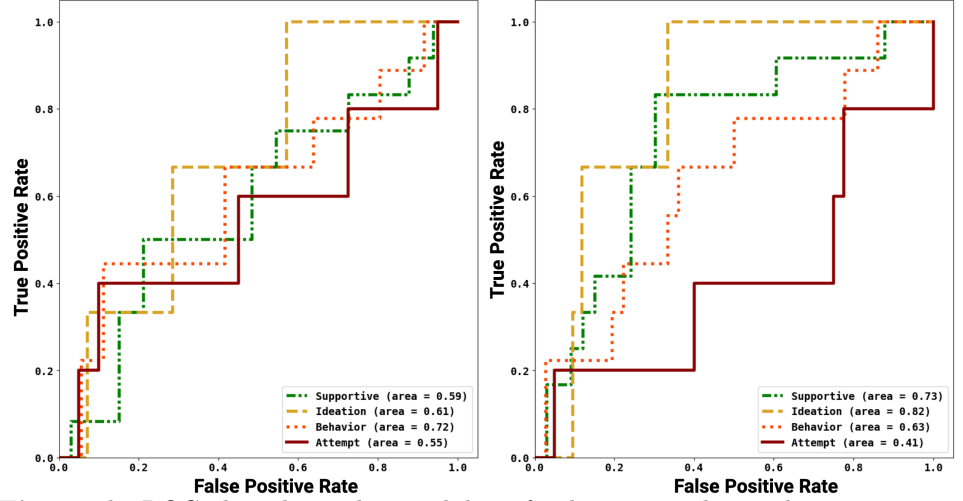 1.0
0.8
0.6
0.4
0.2
0.0
True Positive Rate
Supportive (area = 0.59)
Ideation (area = 0.61)
Behavior (area = 0.72)
Attempt (area = 0.55)
0.0 0.2 0.4 0.6 0.8 1.0
False Positive Rate
1.0
0.8
0.6
0.4
0.2
0.0
True Positive Rate
Supportive (area = 0.73)
Ideation (area = 0.82)
Behavior (area = 0.63)
Attempt (area = 0.41)
0.0 0.2 0.4 0.6 0.8 1.0
False Positive Rate